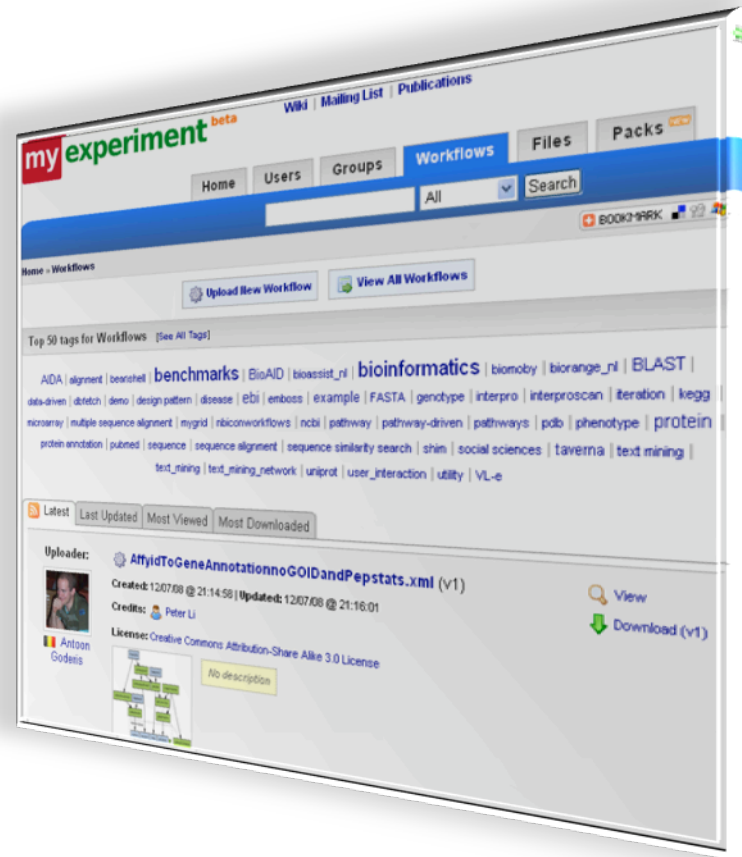 Wiki | Mailing List | Publications
my experiment beta
Home Users Groups Workflows Files Packs NEW
All Search
BOOKMARK
Home » Workflows
Upload New Workflow View All Workflows
Top 50 tags for Workflows [See All Tags]
AIDA | alignment | beanshell | benchmarks | BioAID | bioassist_nl | bioinformatics | biomoby | biorange_nl | BLAST |
data-driven | dbfetch | demo | design pattern | disease | ebi | emboss | example | FASTA | genotype | interpro | interproscan | iteration | kegg
microarray | multiple sequence alignment | mygrid | nbiconworkflows | ncbi | pathway | pathway-driven | pathways | pdb | phenotype | protein |
protein annotation | pubmed | sequence | sequence alignment | sequence similarity search | shim | social sciences | taverna | text mining |
text_mining | text_mining_network | uniprot | user_interaction | utility | VL-e
Latest Last Updated Most Viewed Most Downloaded
Uploader:
Antoon
Goderis
AffyidToGeneAnnotationnoGOIDandPepstats.xml (v1)
Created: 12/07/08 @ 21:14:58 | Updated: 12/07/08 @ 21:16:01
Credits: Peter Li
License: Creative Commons Attribution-Share Alike 3.0 License
No description
View
Download (v1)